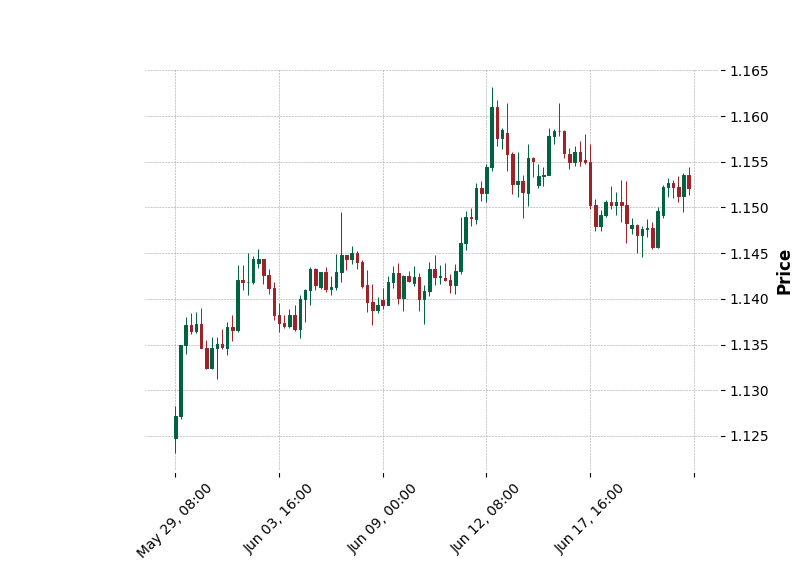 1.165
1.160
1.155
1.150
1.145
1.140
1.135
1.130
1.125
Price
May 29, 08:00
Jun 03, 16:00
Jun 09, 00:00
Jun 12, 08:00
Jun 17, 16:00